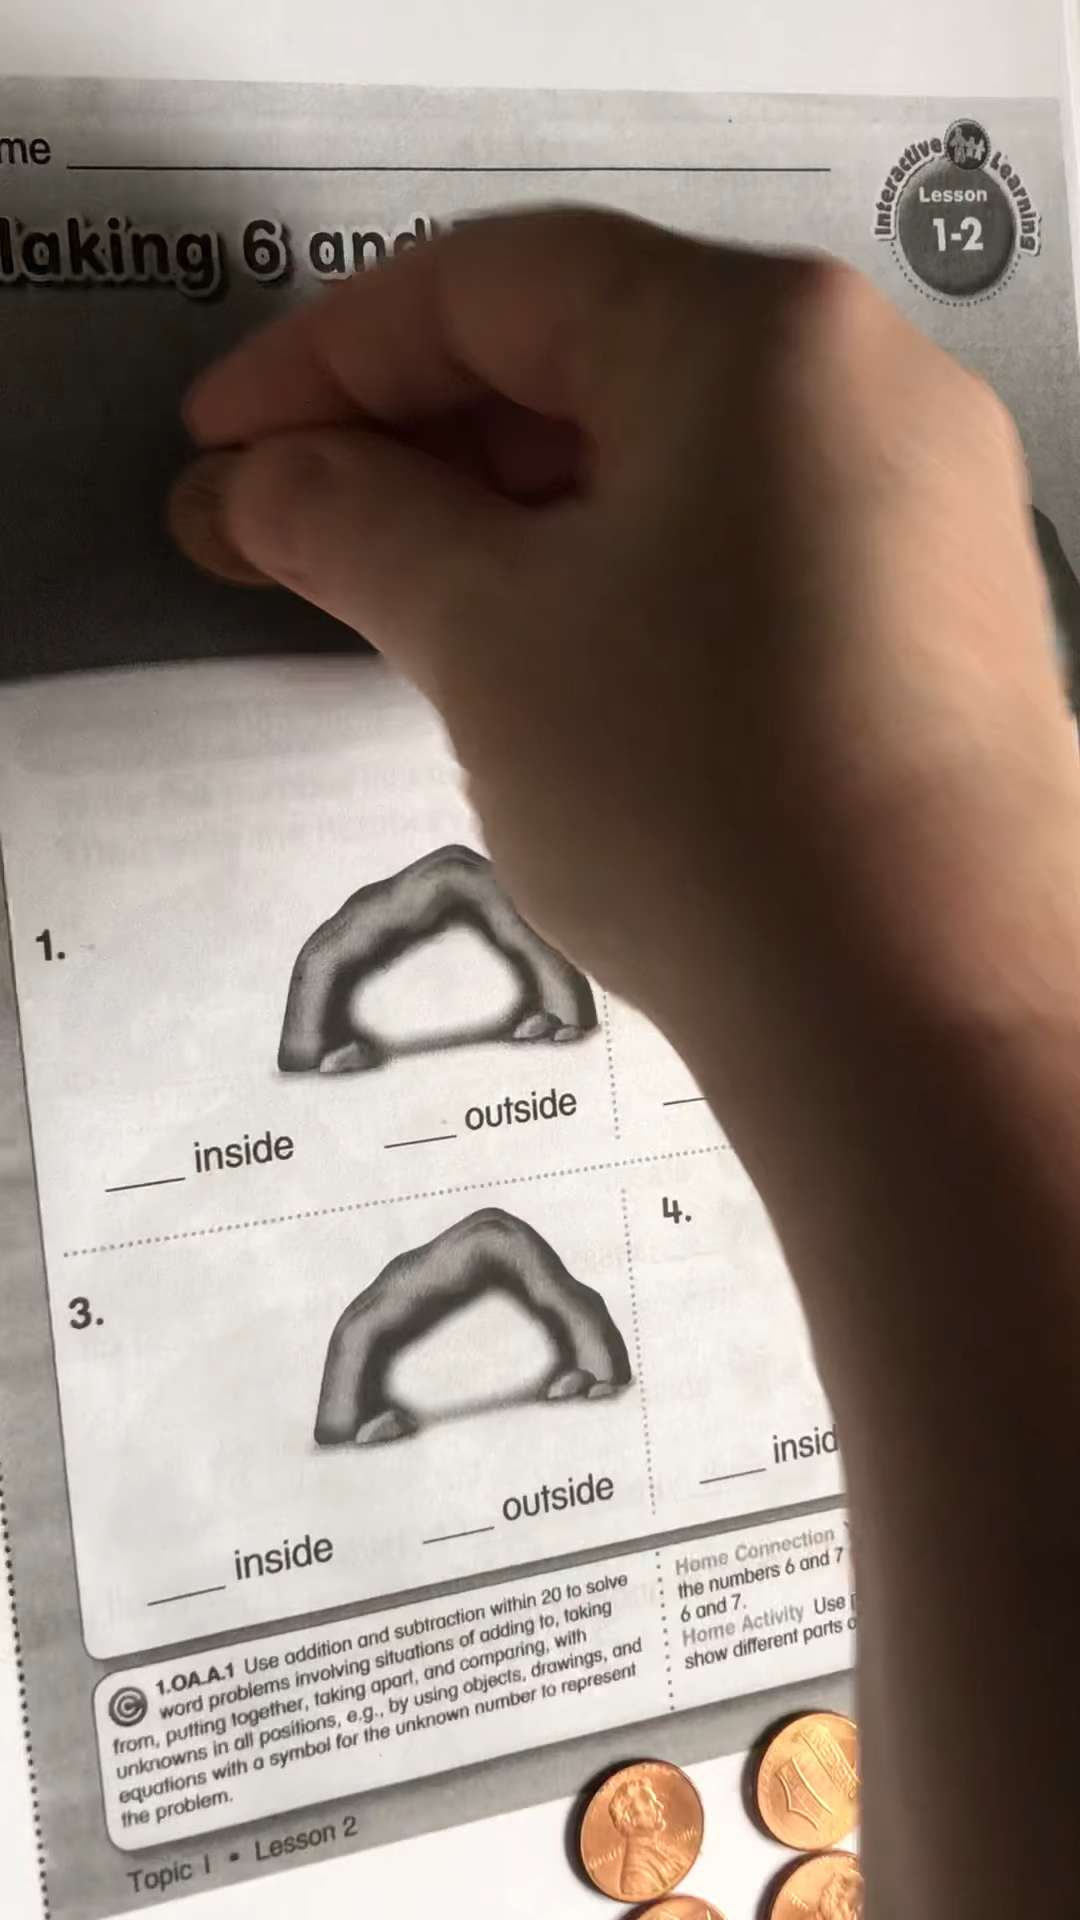 me
Interactive Learning
Lesson
1-2
aking 6 and
1.
inside
outside
3.
4.
inside
outside
insid
1.OA.A.1 Use addition and subtraction within 20 to solve
word problems involving situations of adding to, taking
from, putting together, taking apart, and comparing, with
unknowns in all positions, e.g., by using objects, drawings, and
equations with a symbol for the unknown number to represent
the problem.
Home Connection
the numbers 6 and 7
6 and 7.
Home Activity Use
show different parts o
Topic 1 • Lesson 2